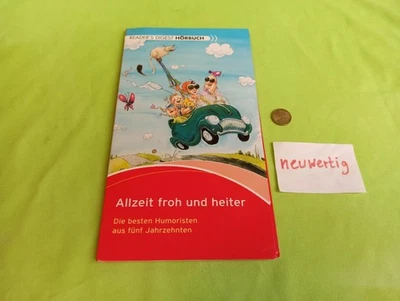 READER'S DIGEST HÖRBUCH
Allzeit froh und heiter
Die besten Humoristen
aus fünf Jahrzehnten
neuwertig